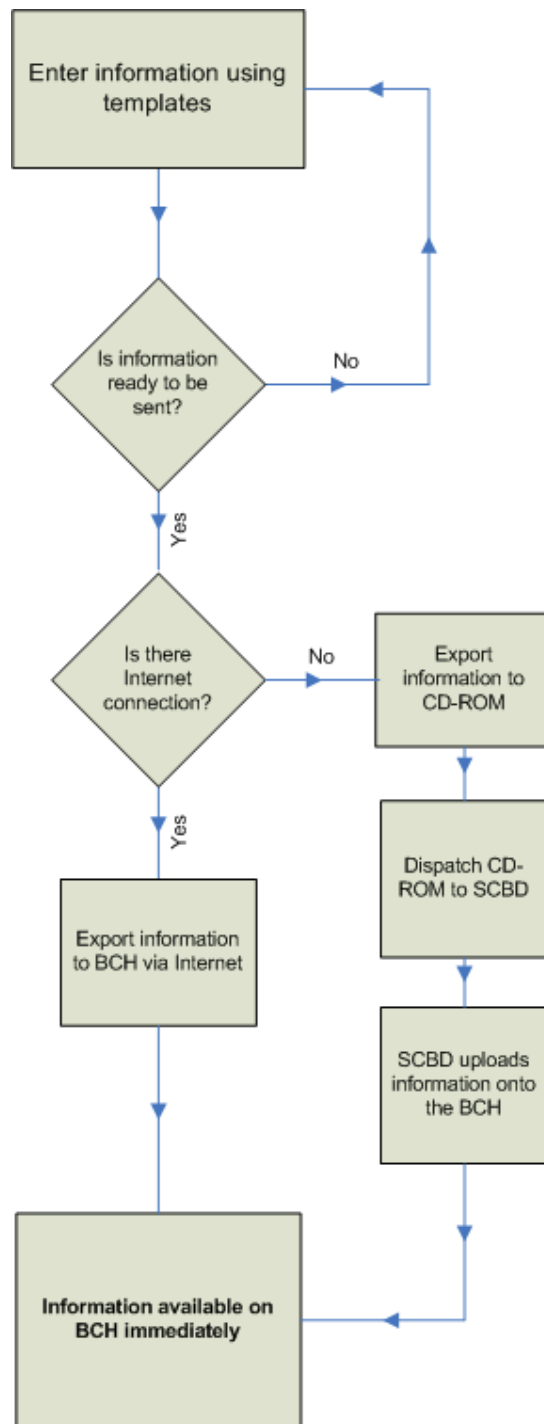 Enter information using
templates
Is information
ready to be
sent?
No
Yes
Is there
Internet
connection?
No
Export
information to
CD-ROM
Yes
Dispatch CD-
ROM to SCBD
Export information
to BCH via Internet
SCBD uploads
information onto
the BCH
Information available on
BCH immediately